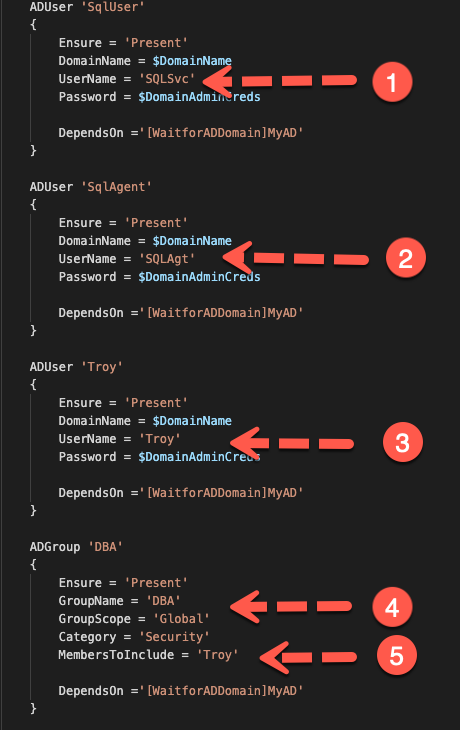 ADUser 'SqlUser'
{
Ensure = 'Present'
DomainName = $DomainName
UserName = 'SQLSvc'
1
Password = $DomainAdminCreds
DependsOn ='[WaitforADDomain]MyAD'
}
ADUser 'SqlAgent'
{
Ensure = 'Present'
DomainName = $DomainName
UserName = 'SQLAgt'
2
Password = $DomainAdminCreds
DependsOn ='[WaitforADDomain]MyAD'
}
ADUser 'Troy'
{
Ensure = 'Present'
DomainName = $DomainName
UserName = 'Troy'
3
Password = $DomainAdminCreds
DependsOn ='[WaitforADDomain]MyAD'
}
ADGroup 'DBA'
{
Ensure = 'Present'
GroupName = 'DBA'
4
GroupScope = 'Global'
Category = 'Security'
MembersToInclude = 'Troy'
5
DependsOn ='[WaitforADDomain]MyAD'
}